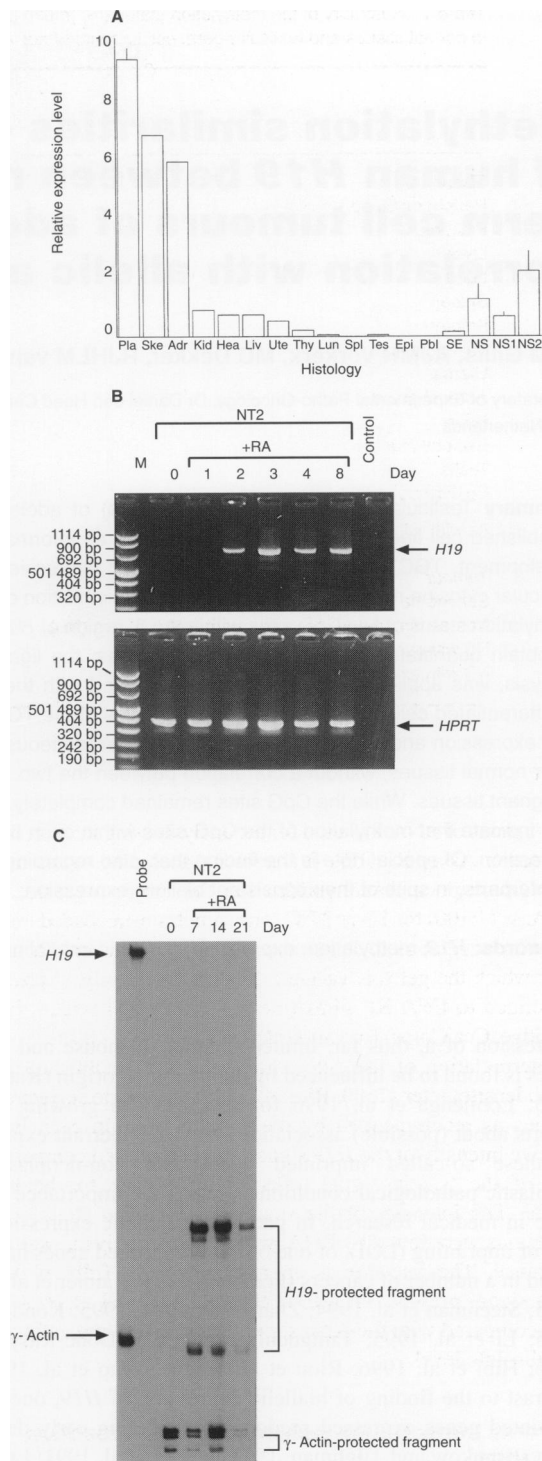 A
10
8
6
4
2
0
Relative expression level
Pla Ske Adr Kid Hea Liv Ute Thy Lun Spl Tes Epi Pbl SE NS NS1 NS2
Histology
B
NT2
+RA
Control
M 0 1 2 3 4 8 Day
1114 bp
900 bp
692 bp
501 489 bp
404 bp
320 bp
H19
1114 bp
900 bp
692 bp
501 489 bp
404 bp
320 bp
242 bp
190 bp
HPRT
C
Probe
NT2
+RA
0 7 14 21 Day
H19
H19- protected fragment
γ- Actin
γ- Actin-protected fragment